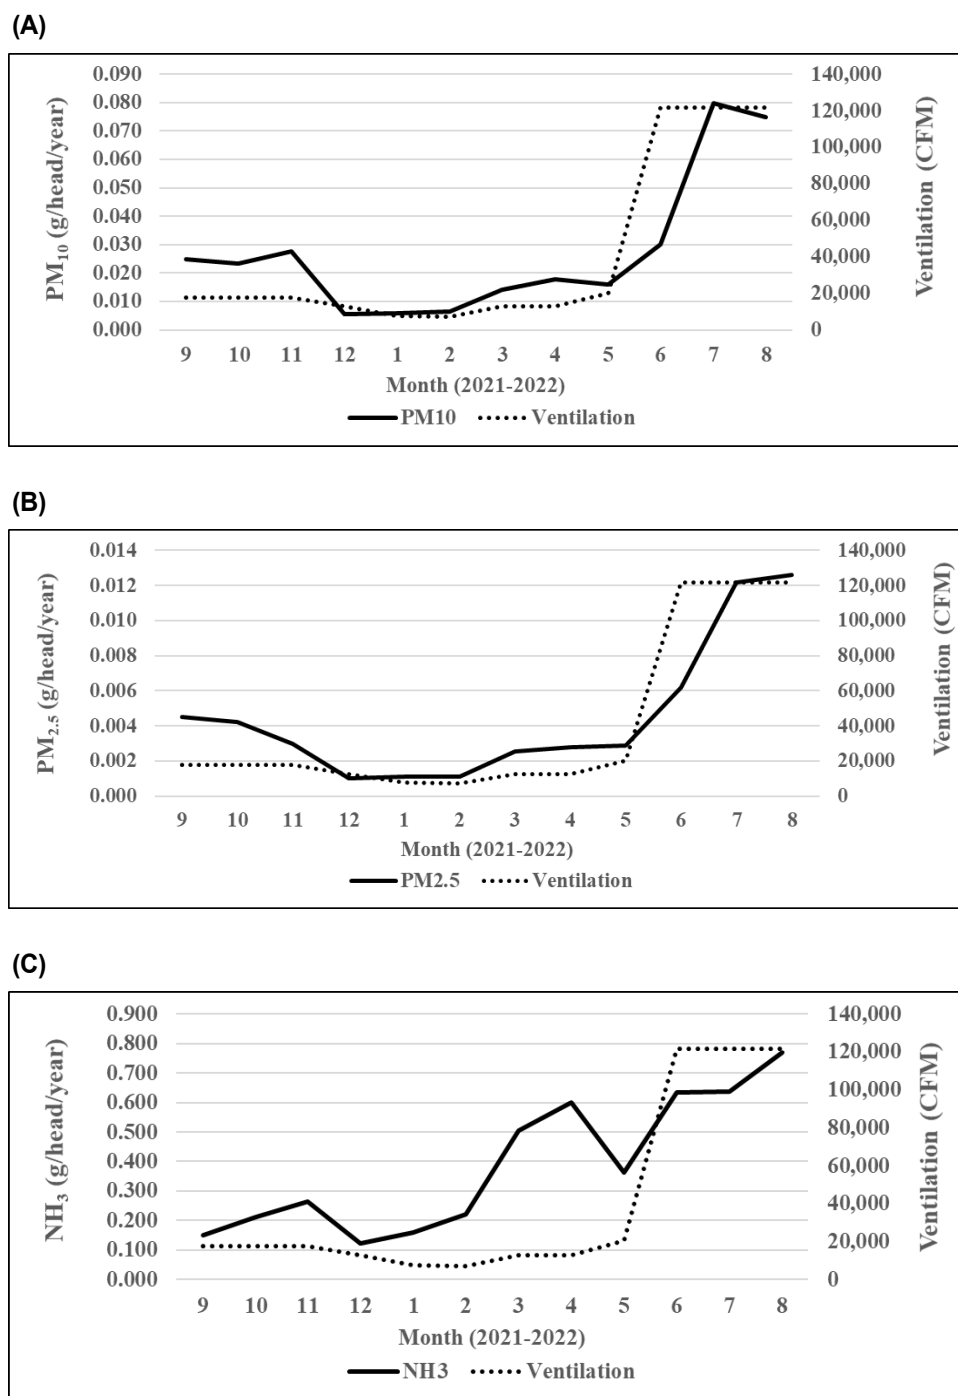 (A)
PM10 (g/head/year)
0.090
0.080
0.070
0.060
0.050
0.040
0.030
0.020
0.010
0.000
140,000
120,000
100,000
80,000
60,000
40,000
20,000
0
Ventilation (CFM)
9 10 11 12 1 2 3 4 5 6 7 8
Month (2021-2022)
PM10 Ventilation
(B)
PM2.5 (g/head/year)
0.014
0.012
0.010
0.008
0.006
0.004
0.002
0.000
140,000
120,000
100,000
80,000
60,000
40,000
20,000
0
Ventilation (CFM)
9 10 11 12 1 2 3 4 5 6 7 8
Month (2021-2022)
PM2.5 Ventilation
(C)
NH3 (g/head/year)
0.900
0.800
0.700
0.600
0.500
0.400
0.300
0.200
0.100
0.000
140,000
120,000
100,000
80,000
60,000
40,000
20,000
0
Ventilation (CFM)
9 10 11 12 1 2 3 4 5 6 7 8
Month (2021-2022)
NH3 Ventilation